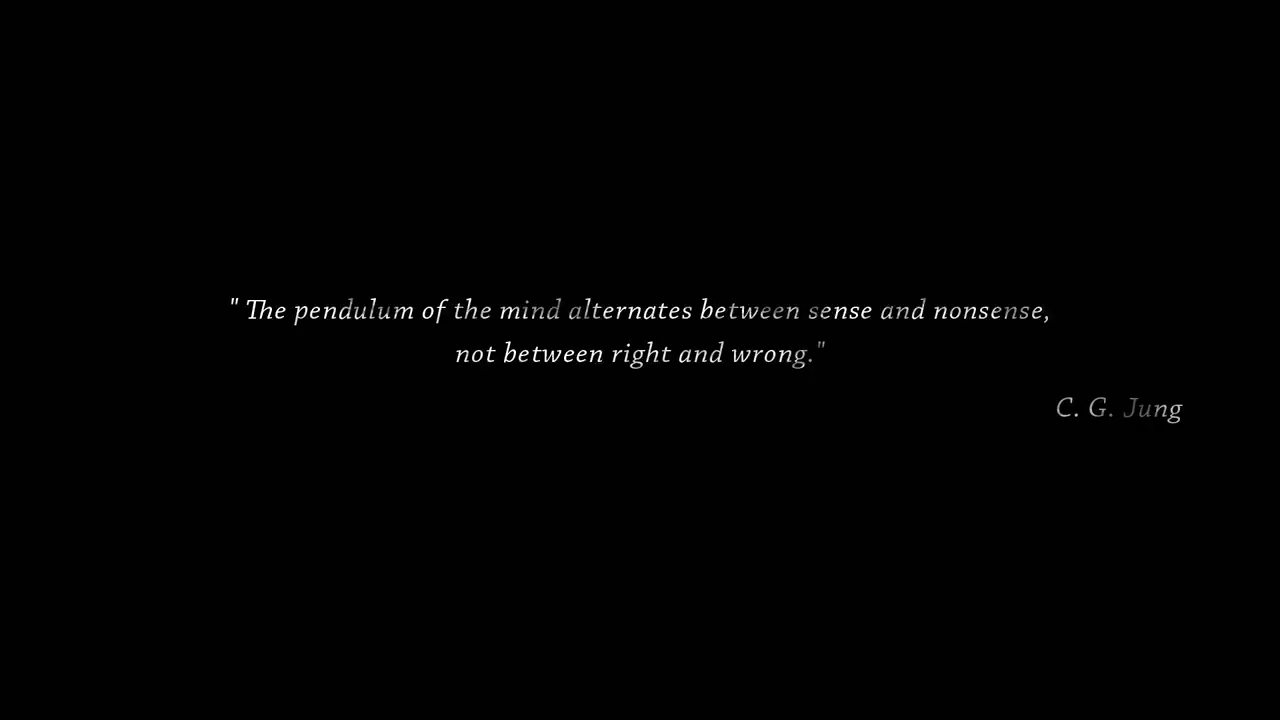 " The pendulum of the mind alternates between sense and nonsense,
not between right and wrong."
C. G. Jung